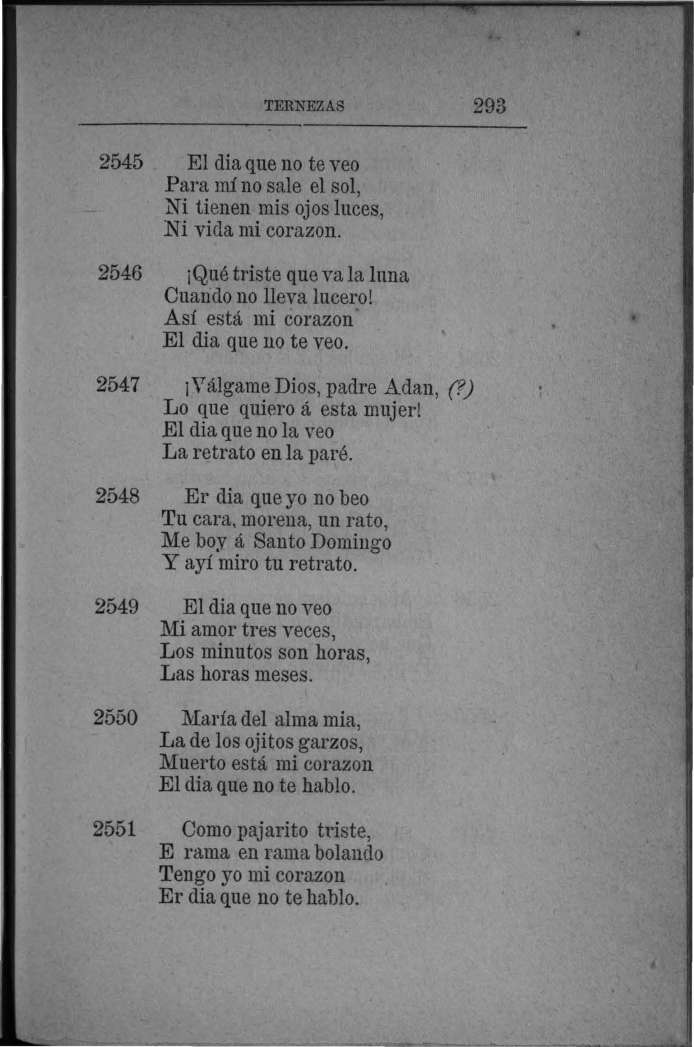 TERNEZAS 293
2545 El dia que no te veo
Para mí no sale el sol,
Ni tienen mis ojos luces,
Ni vida mi corazon.
2546 ¡Qué triste que va la luna
Cuando no lleva lucero!
Así está mi corazon
El dia que no te veo.
2547 ¡Válgame Dios, padre Adan, (?)
Lo que quiero á esta mujer!
El dia que no la veo
La retrato en la paré.
2548 Er dia que yo no beo
Tu cara, morena, un rato,
Me boy á Santo Domingo
Y ayí miro tu retrato.
2549 El dia que no veo
Mi amor tres veces,
Los minutos son horas,
Las horas meses.
2550 María del alma mia,
La de los ojitos garzos,
Muerto está mi corazon
El dia que no te hablo.
2551 Como pajarito triste,
E rama en rama bolando
Tengo yo mi corazon
Er dia que no te hablo.